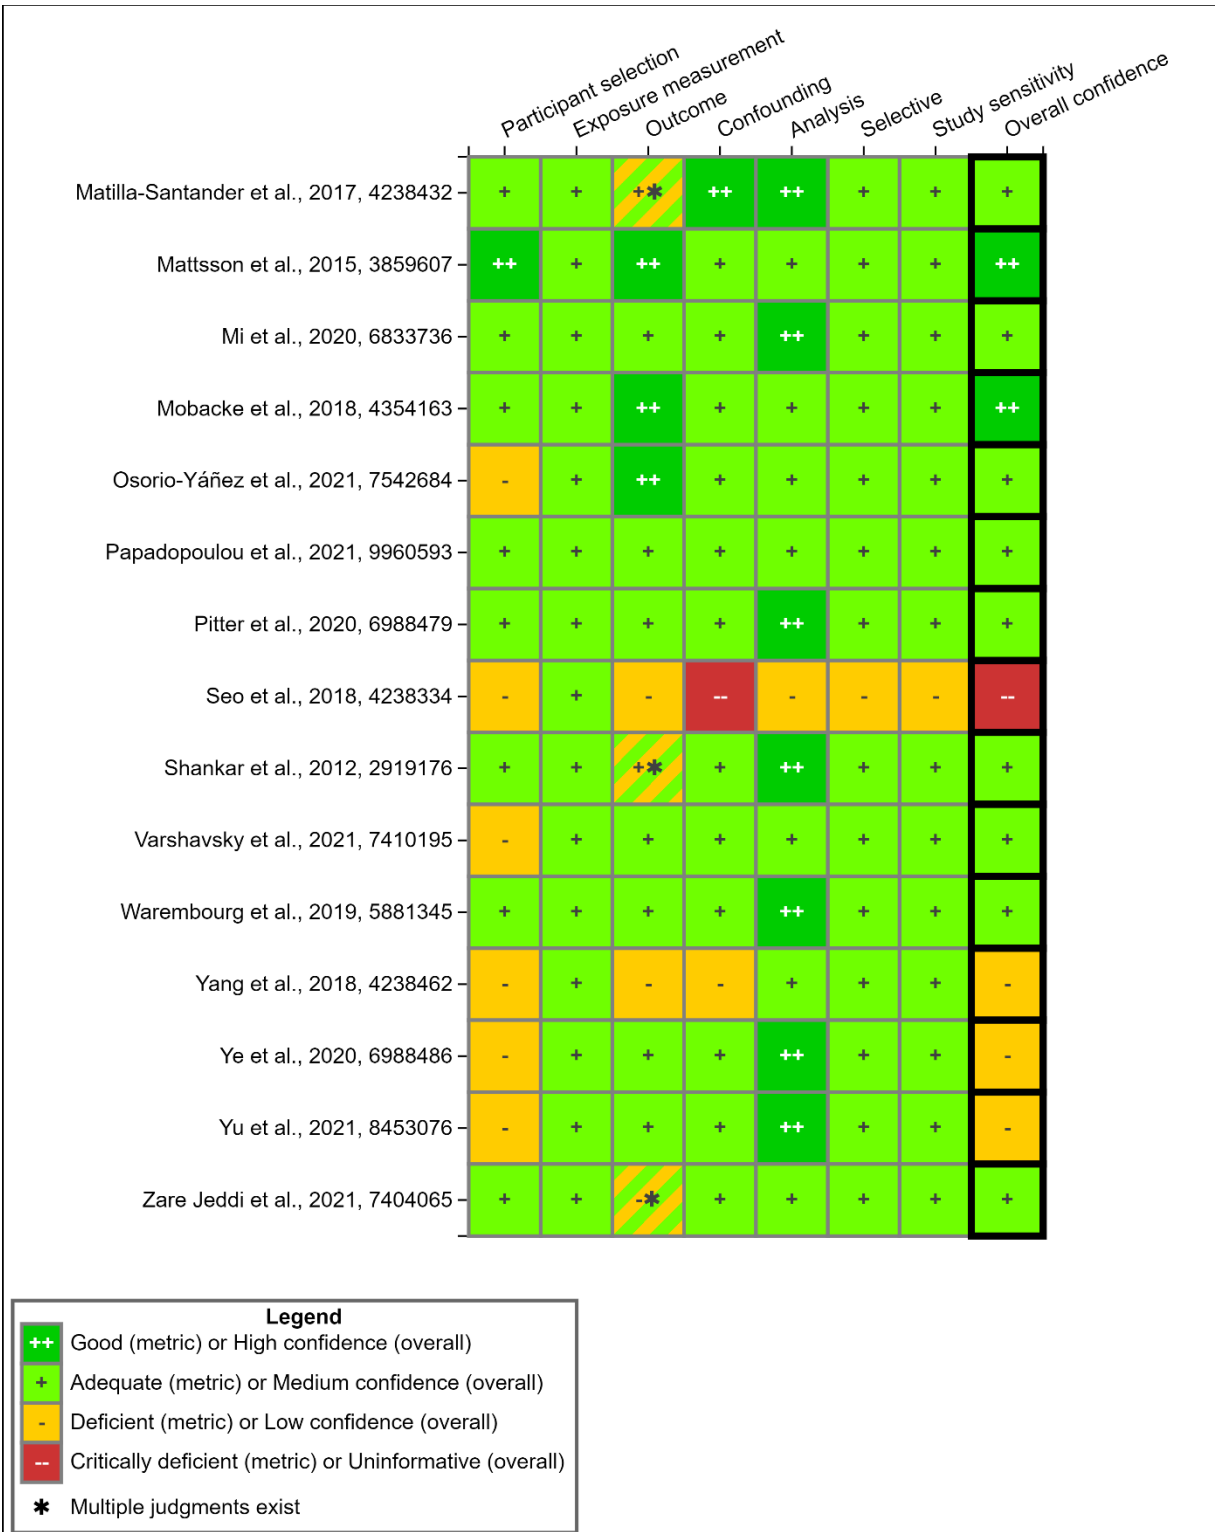 Participant selection
Exposure measurement
Outcome
Confounding
Analysis
Selective
Study sensitivity
Overall confidence
Matilla-Santander et al., 2017, 4238432 + + +✱ ++ ++ + + +
Mattsson et al., 2015, 3859607 ++ + ++ + + + + ++
Mi et al., 2020, 6833736 + + + + ++ + + +
Mobacke et al., 2018, 4354163 + + ++ + + + + ++
Osorio-Yáñez et al., 2021, 7542684 - + ++ + + + + +
Papadopoulou et al., 2021, 9960593 + + + + + + + +
Pitter et al., 2020, 6988479 + + + + ++ + + +
Seo et al., 2018, 4238334 - + - -- - - - --
Shankar et al., 2012, 2919176 + + +✱ + ++ + + +
Varshavsky et al., 2021, 7410195 - + + + + + + +
Warembourg et al., 2019, 5881345 + + + + ++ + + +
Yang et al., 2018, 4238462 - + - - + + + -
Ye et al., 2020, 6988486 - + + + ++ + + -
Yu et al., 2021, 8453076 - + + + ++ + + -
Zare Jeddi et al., 2021, 7404065 + + -✱ + + + + +
Legend
++ Good (metric) or High confidence (overall)
+ Adequate (metric) or Medium confidence (overall)
- Deficient (metric) or Low confidence (overall)
-- Critically deficient (metric) or Uninformative (overall)
✱ Multiple judgments exist